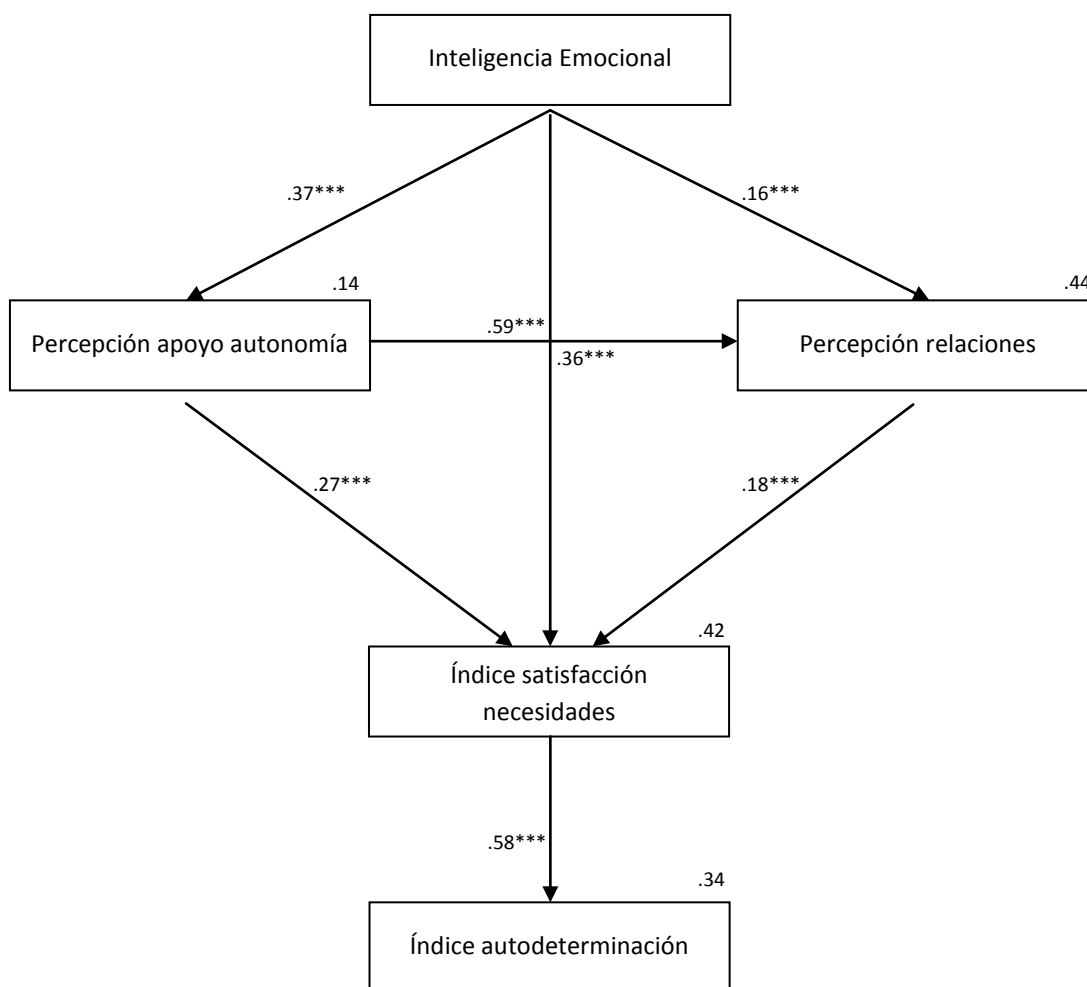 Inteligencia Emocional
.37***
.16***
.14
.44
Percepción apoyo autonomía
.59***
.36***
Percepción relaciones
.27***
.18***
.42
Índice satisfacción
necesidades
.58***
.34
Índice autodeterminación